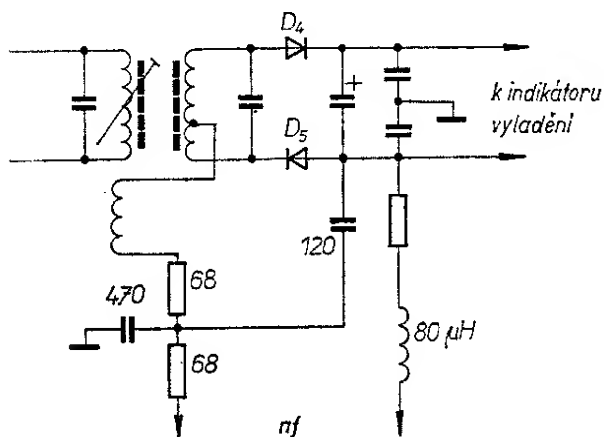 D4
+
k indikátoru
vyladění
D5
120
68
470
80 µH
68
nf